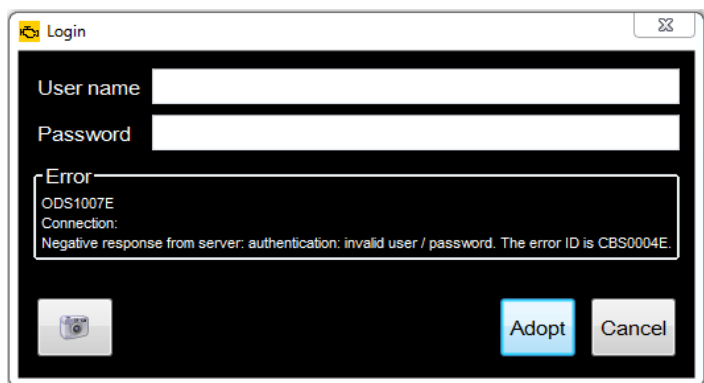 Login
User name
Password
Error
ODS1007E
Connection:
Negative response from server: authentication: invalid user / password. The error ID is CBS0004E.
Adopt Cancel